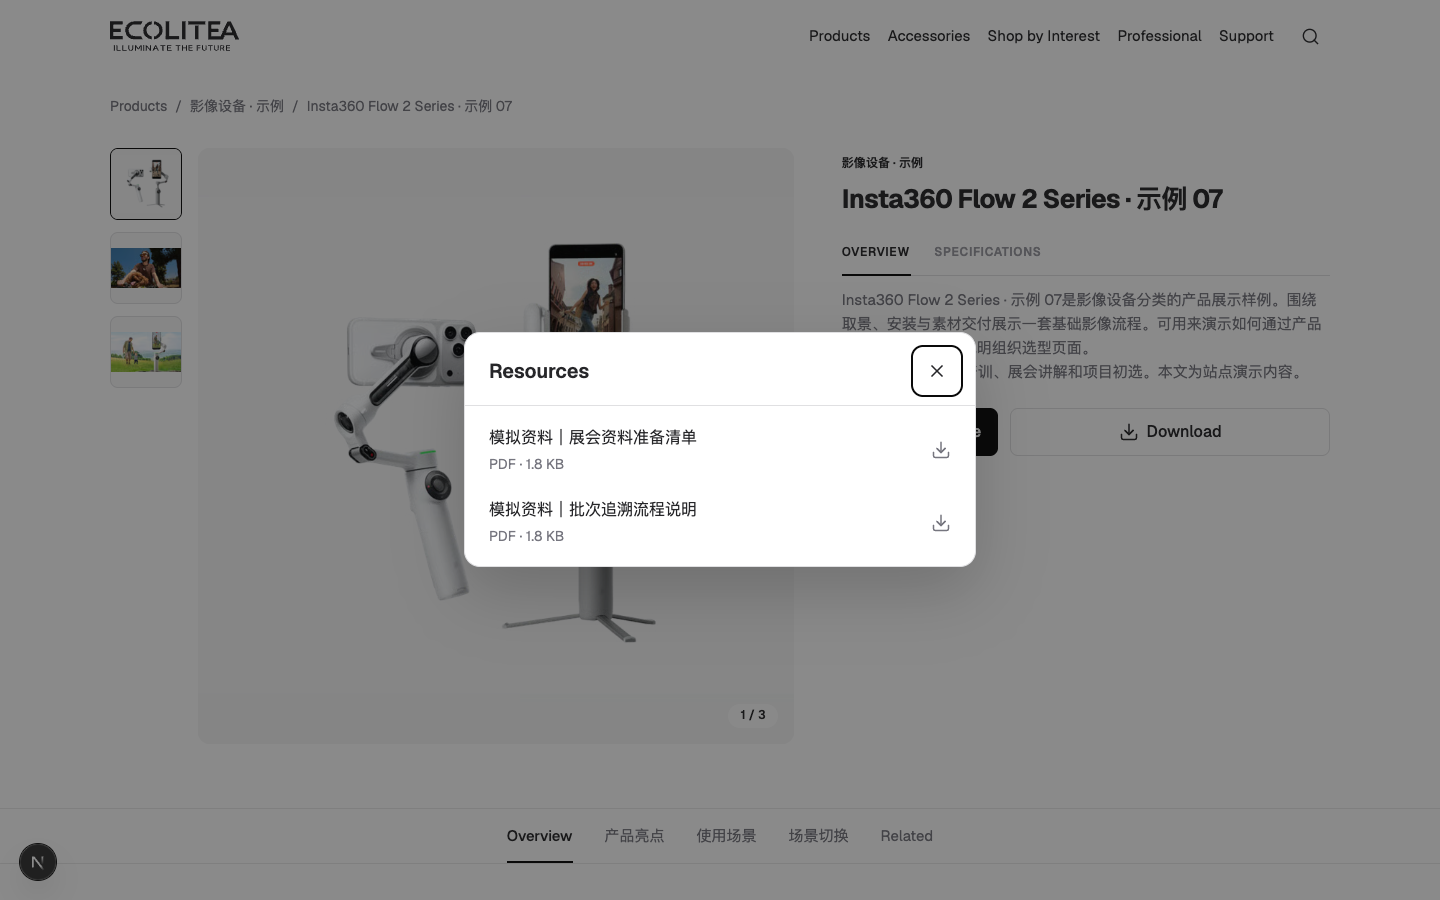 ECOLITEA
ILLUMINATE THE FUTURE
Products Accessories Shop by Interest Professional Support
Products / 影像设备 · 示例 / Insta360 Flow 2 Series · 示例 07
影像设备 · 示例
Insta360 Flow 2 Series · 示例 07
OVERVIEW SPECIFICATIONS
Insta360 Flow 2 Series · 示例 07是影像设备分类的产品展示样例。围绕
取景、安装与素材交付展示一套基础影像流程。可用来演示如何通过产品
明组织选型页面。
训、展会讲解和项目初选。本文为站点演示内容。
e Download
Resources
模拟资料｜展会资料准备清单
PDF · 1.8 KB
模拟资料｜批次追溯流程说明
PDF · 1.8 KB
1 / 3
Overview 产品亮点 使用场景 场景切换 Related
N